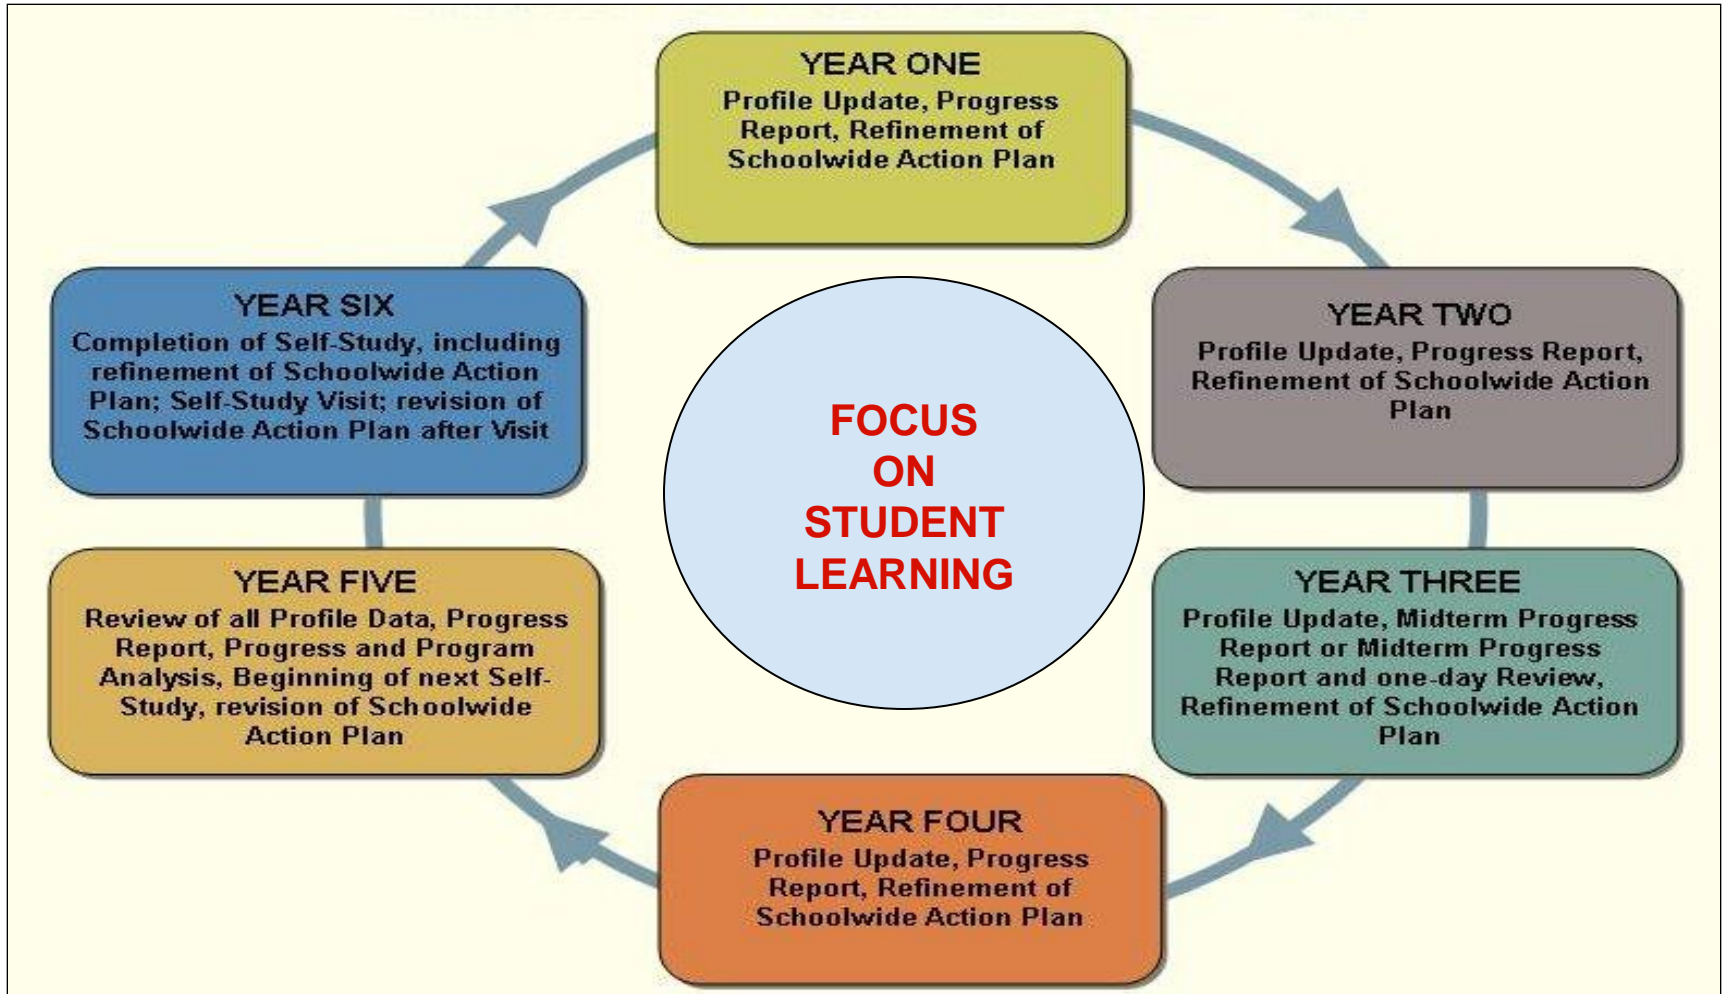 YEAR ONE
Profile Update, Progress
Report, Refinement of
Schoolwide Action Plan
YEAR TWO
Profile Update, Progress Report,
Refinement of Schoolwide Action
Plan
YEAR THREE
Profile Update, Midterm Progress
Report or Midterm Progress
Report and one-day Review,
Refinement of Schoolwide Action
Plan
YEAR FOUR
Profile Update, Progress
Report, Refinement of
Schoolwide Action Plan
YEAR FIVE
Review of all Profile Data, Progress
Report, Progress and Program
Analysis, Beginning of next Self-
Study, revision of Schoolwide
Action Plan
YEAR SIX
Completion of Self-Study, including
refinement of Schoolwide Action
Plan; Self-Study Visit; revision of
Schoolwide Action Plan after Visit
FOCUS
ON
STUDENT
LEARNING